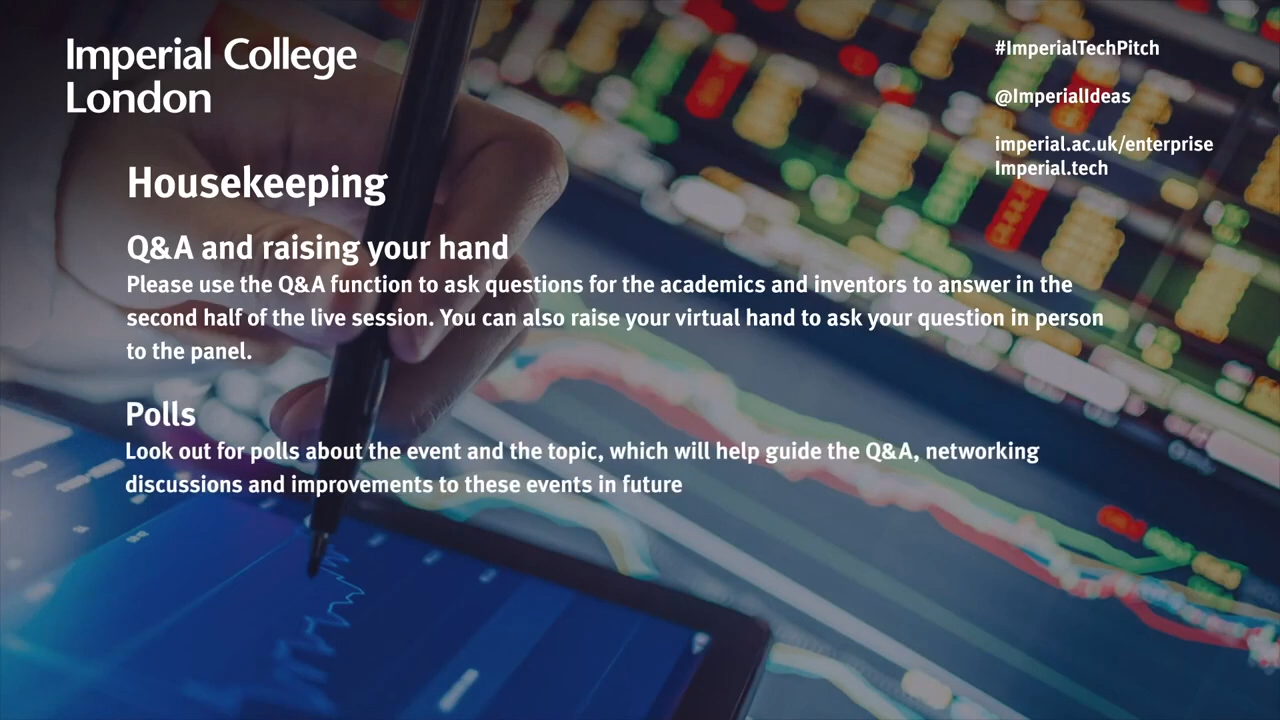 Imperial College
London
#ImperialTechPitch
@ImperialIdeas
imperial.ac.uk/enterprise
Imperial.tech
Housekeeping
Q&A and raising your hand
Please use the Q&A function to ask questions for the academics and inventors to answer in the
second half of the live session. You can also raise your virtual hand to ask your question in person
to the panel.
Polls
Look out for polls about the event and the topic, which will help guide the Q&A, networking
discussions and improvements to these events in future